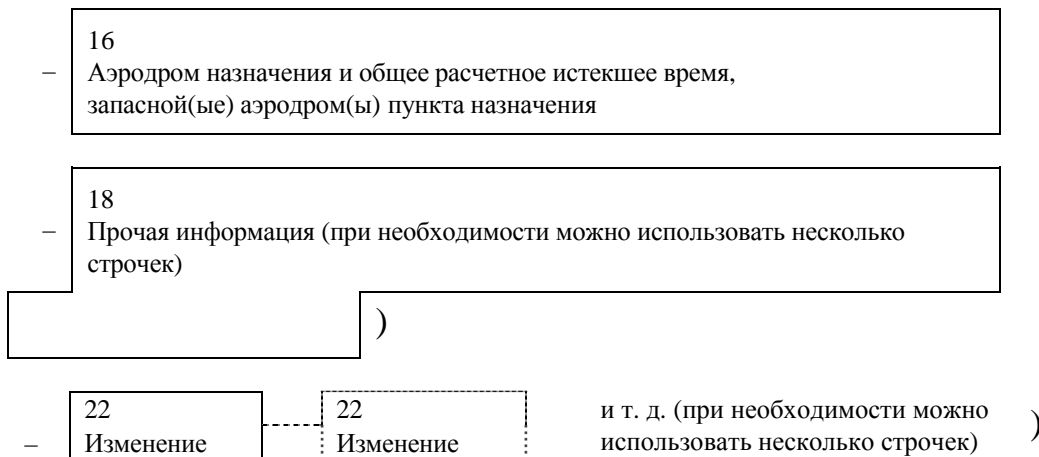 16
– Аэродром назначения и общее расчетное истекшее время,
запасной(ые) аэродром(ы) пункта назначения
18
– Прочая информация (при необходимости можно использовать несколько
строчек)
)
22 22 и т. д. (при необходимости можно
– Изменение Изменение использовать несколько строчек) )